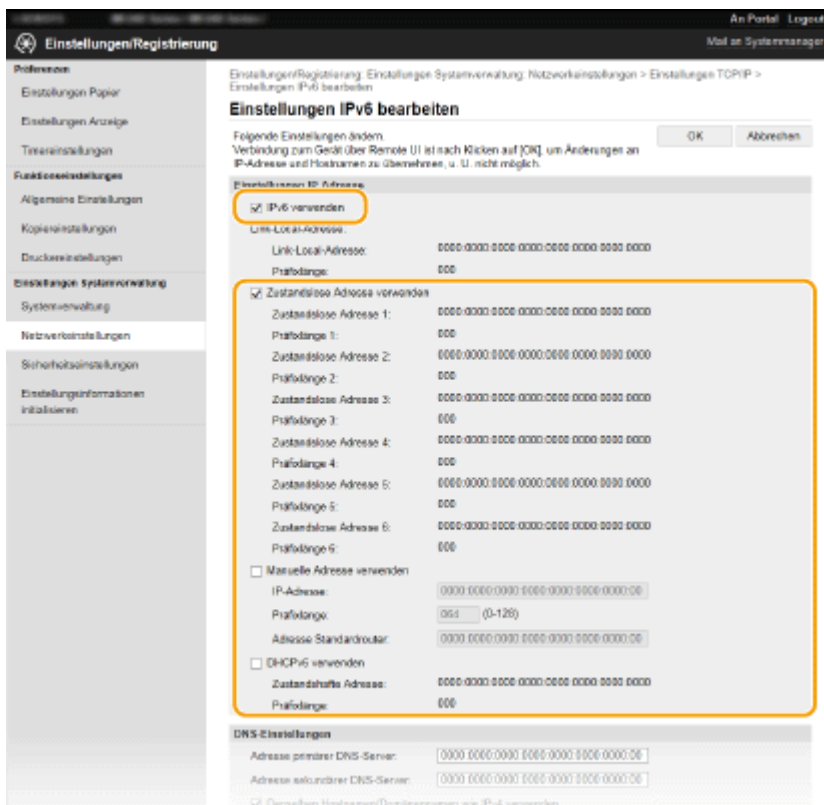 An Portal Logout
Einstellungen/Registrierung
Mail an Systemmanager
Präferenzen
Einstellungen Papier
Einstellungen Anzeige
Timereinstellungen
Funktionseinstellungen
Allgemeine Einstellungen
Kopiereinstellungen
Druckereinstellungen
Einstellungen Systemverwaltung
Systemverwaltung
Netzwerkeinstellungen
Sicherheitseinstellungen
Einstellungsinformationen
initialisieren
Einstellungen/Registrierung: Einstellungen Systemverwaltung: Netzwerkeinstellungen > Einstellungen TCP/IP >
Einstellungen IPv6 bearbeiten
Einstellungen IPv6 bearbeiten
Folgende Einstellungen ändern.
Verbindung zum Gerät über Remote UI ist nach Klicken auf [OK], um Änderungen an
IP-Adresse und Hostnamen zu übernehmen, u. U. nicht möglich.
OK Abbrechen
Einstellungen IP-Adresse
IPv6 verwenden
Link-Local-Adresse:
Link-Local-Adresse: 0000:0000:0000:0000:0000:0000:0000:0000
Präfixlänge: 000
Zustandslose Adresse verwenden
Zustandslose Adresse 1: 0000:0000:0000:0000:0000:0000:0000:0000
Präfixlänge 1: 000
Zustandslose Adresse 2: 0000:0000:0000:0000:0000:0000:0000:0000
Präfixlänge 2: 000
Zustandslose Adresse 3: 0000:0000:0000:0000:0000:0000:0000:0000
Präfixlänge 3: 000
Zustandslose Adresse 4: 0000:0000:0000:0000:0000:0000:0000:0000
Präfixlänge 4: 000
Zustandslose Adresse 5: 0000:0000:0000:0000:0000:0000:0000:0000
Präfixlänge 5: 000
Zustandslose Adresse 6: 0000:0000:0000:0000:0000:0000:0000:0000
Präfixlänge 6: 000
Manuelle Adresse verwenden
IP-Adresse: 0000:0000:0000:0000:0000:0000:0000:00
Präfixlänge: 064 (0-128)
Adresse Standardrouter: 0000:0000:0000:0000:0000:0000:0000:00
DHCPv6 verwenden
Zustandshafte Adresse: 0000:0000:0000:0000:0000:0000:0000:0000
Präfixlänge: 000
DNS-Einstellungen
Adresse primärer DNS-Server: 0000:0000:0000:0000:0000:0000:0000:00
Adresse sekundärer DNS-Server: 0000:0000:0000:0000:0000:0000:0000:00
Denselben Hostnamen/Domänennamen wie IPv4 verwenden